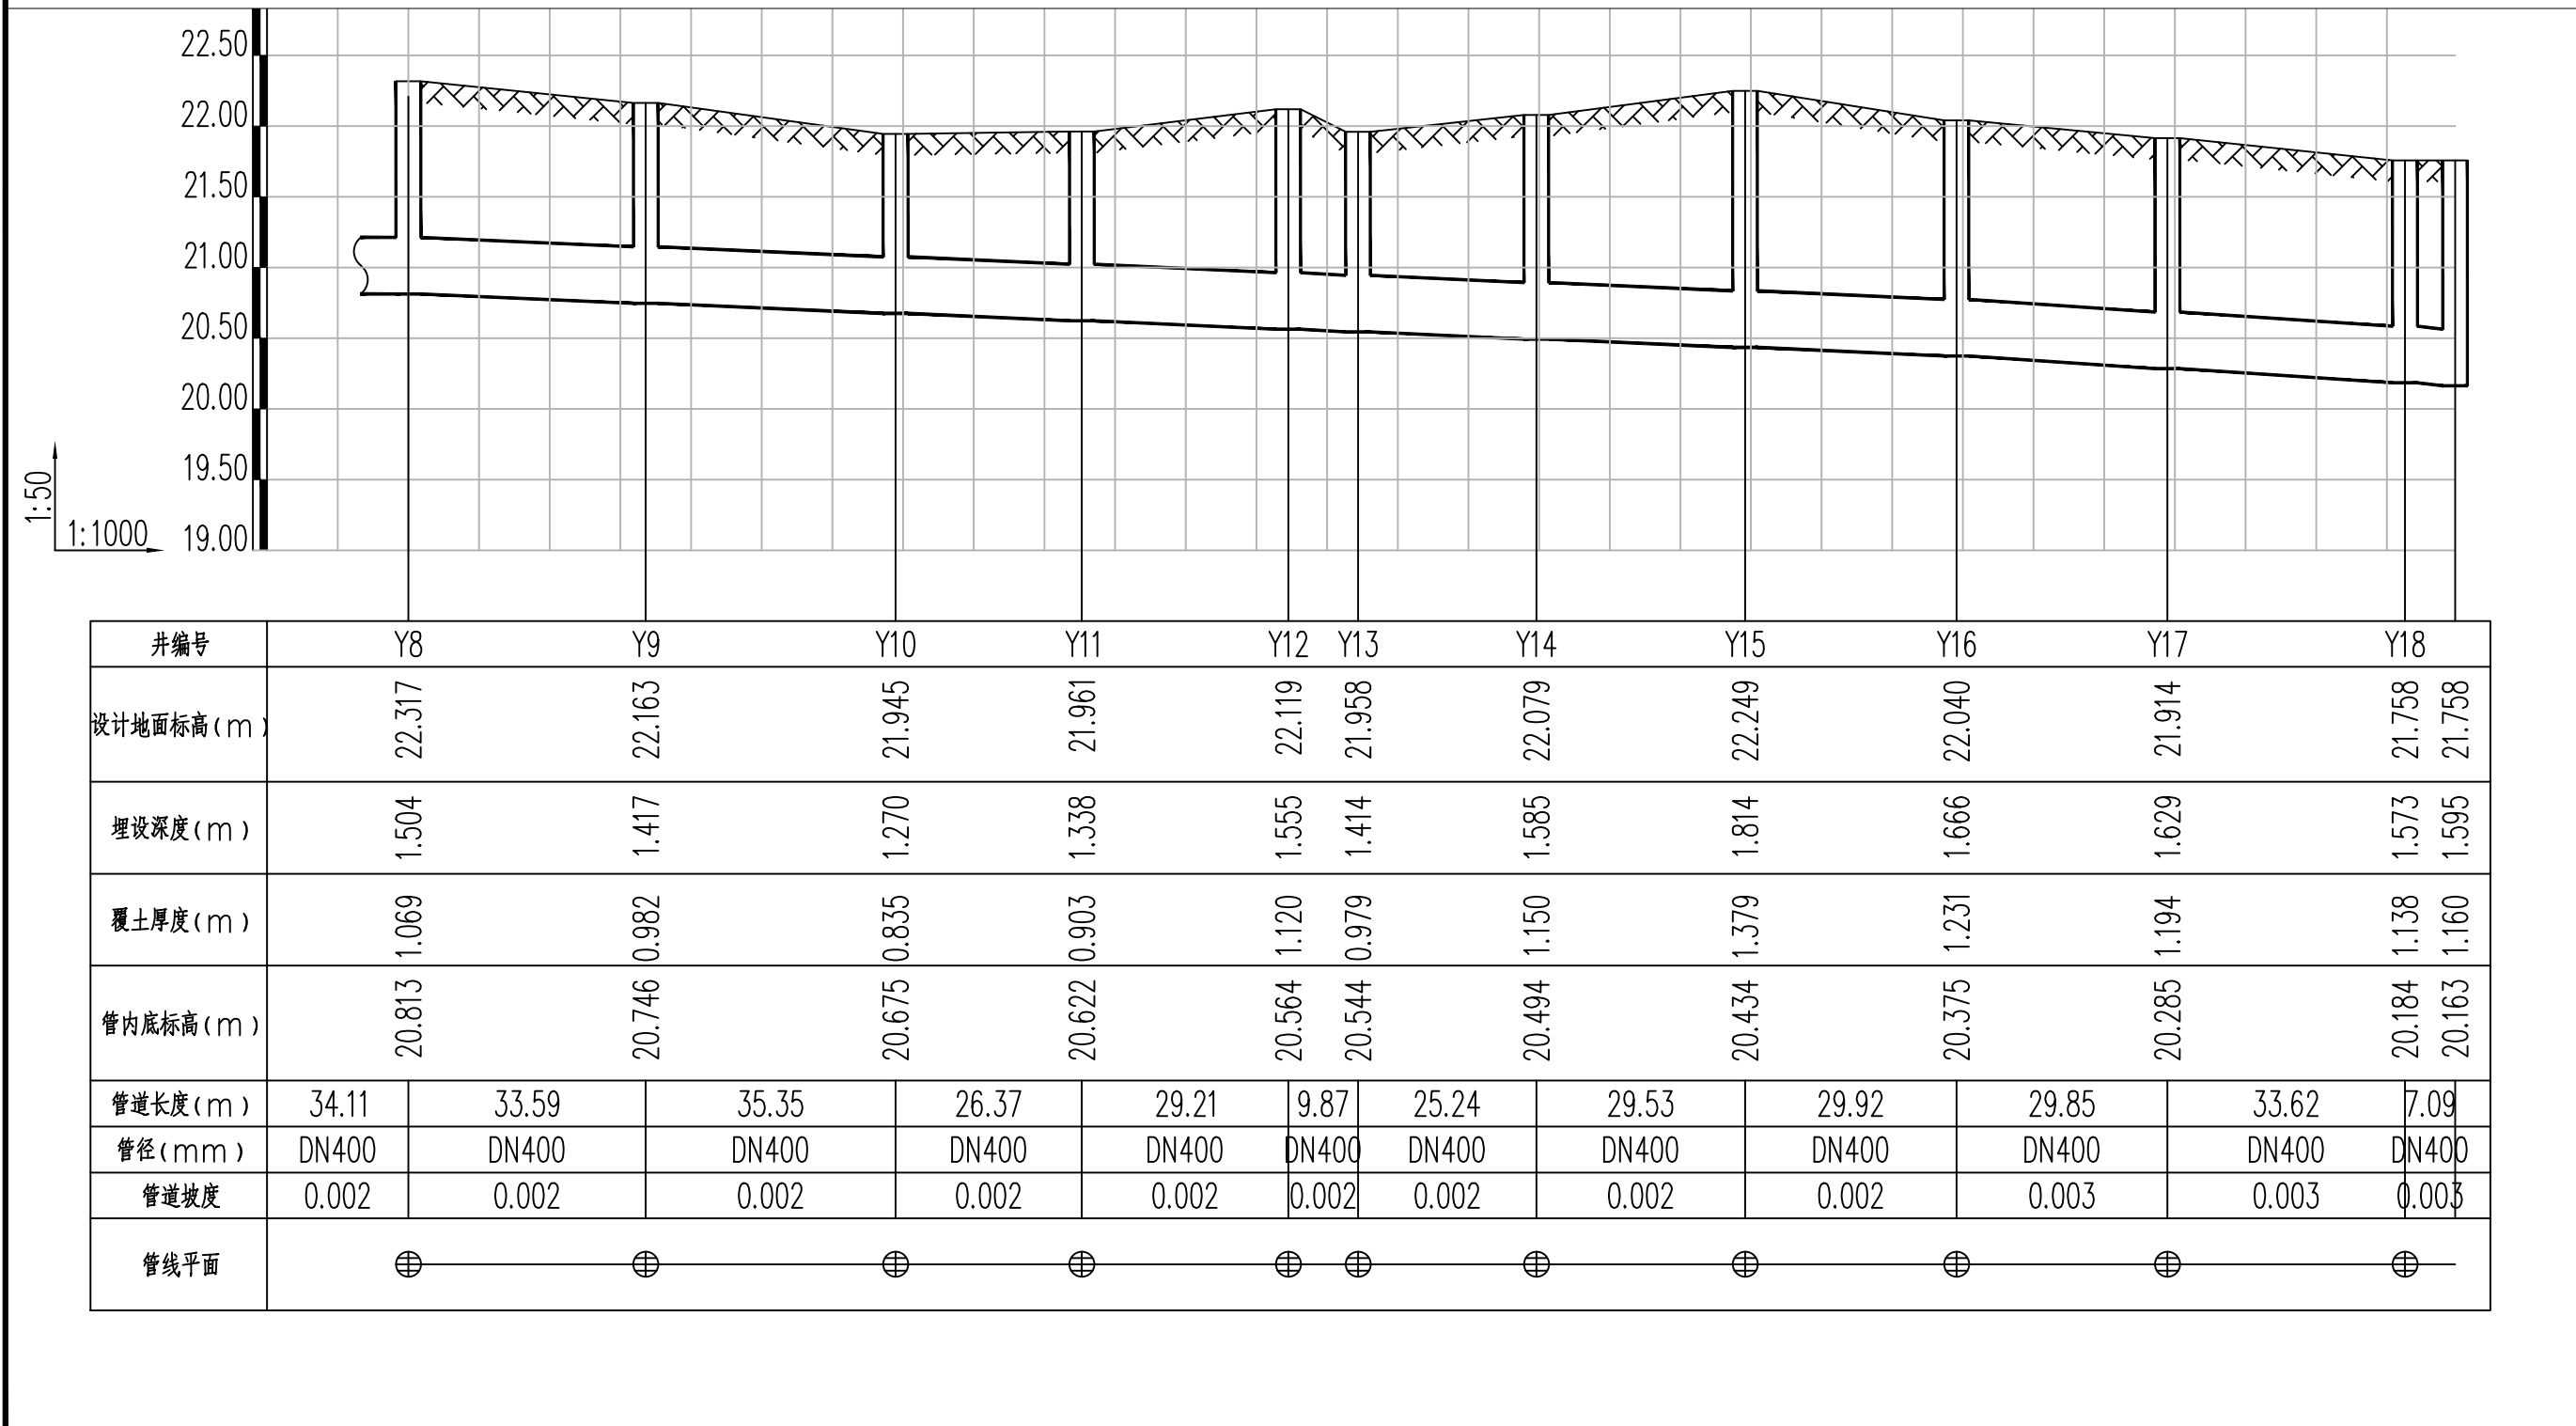 22.50
22.00
21.50
21.00
20.50
20.00
19.50
19.00
1:50
1:1000
井编号 Y8 Y9 Y10 Y11 Y12 Y13 Y14 Y15 Y16 Y17 Y18
设计地面标高(m) 22.317 22.163 21.945 21.961 22.119 21.958 22.079 22.249 22.040 21.914 21.758 21.758
埋设深度(m) 1.504 1.417 1.270 1.338 1.555 1.414 1.585 1.814 1.666 1.629 1.573 1.595
覆土厚度(m) 1.069 0.982 0.835 0.903 1.120 0.979 1.150 1.379 1.231 1.194 1.138 1.160
管内底标高(m) 20.813 20.746 20.675 20.622 20.564 20.544 20.494 20.434 20.375 20.285 20.184 20.163
管道长度(m) 34.11 33.59 35.35 26.37 29.21 9.87 25.24 29.53 29.92 29.85 33.62 7.09
管径(mm) DN400 DN400 DN400 DN400 DN400 DN400 DN400 DN400 DN400 DN400 DN400 DN400
管道坡度 0.002 0.002 0.002 0.002 0.002 0.002 0.002 0.002 0.002 0.003 0.003 0.003
管线平面